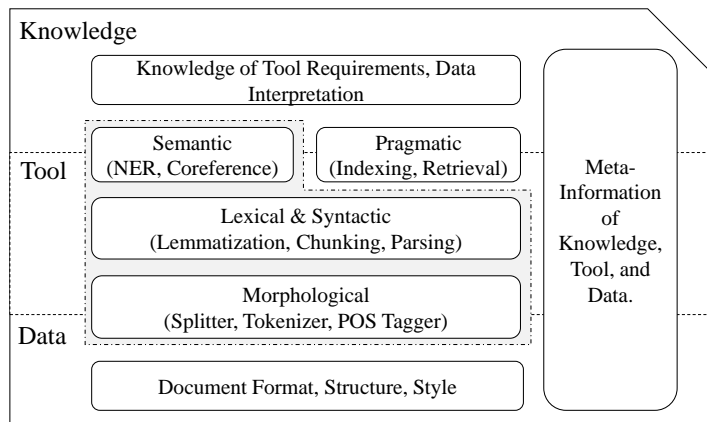 Knowledge
Knowledge of Tool Requirements, Data
Interpretation
Semantic
(NER, Coreference)
Pragmatic
(Indexing, Retrieval)
Tool
Lexical & Syntactic
(Lemmatization, Chunking, Parsing)
Morphological
(Splitter, Tokenizer, POS Tagger)
Data
Document Format, Structure, Style
Meta-
Information
of
Knowledge,
Tool, and
Data.